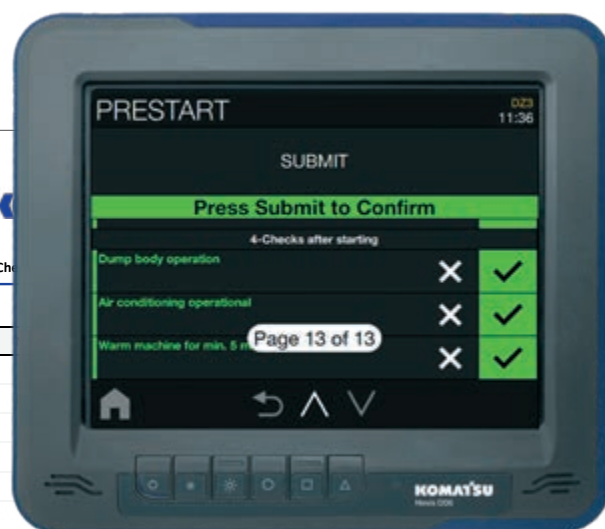 PRESTART
DZ3
11:36
SUBMIT
Press Submit to Confirm
4-Checks after starting
Dump body operation
Air conditioning operational
Warm machine for min. 5 m
Page 13 of 13
KOMATSU
Che